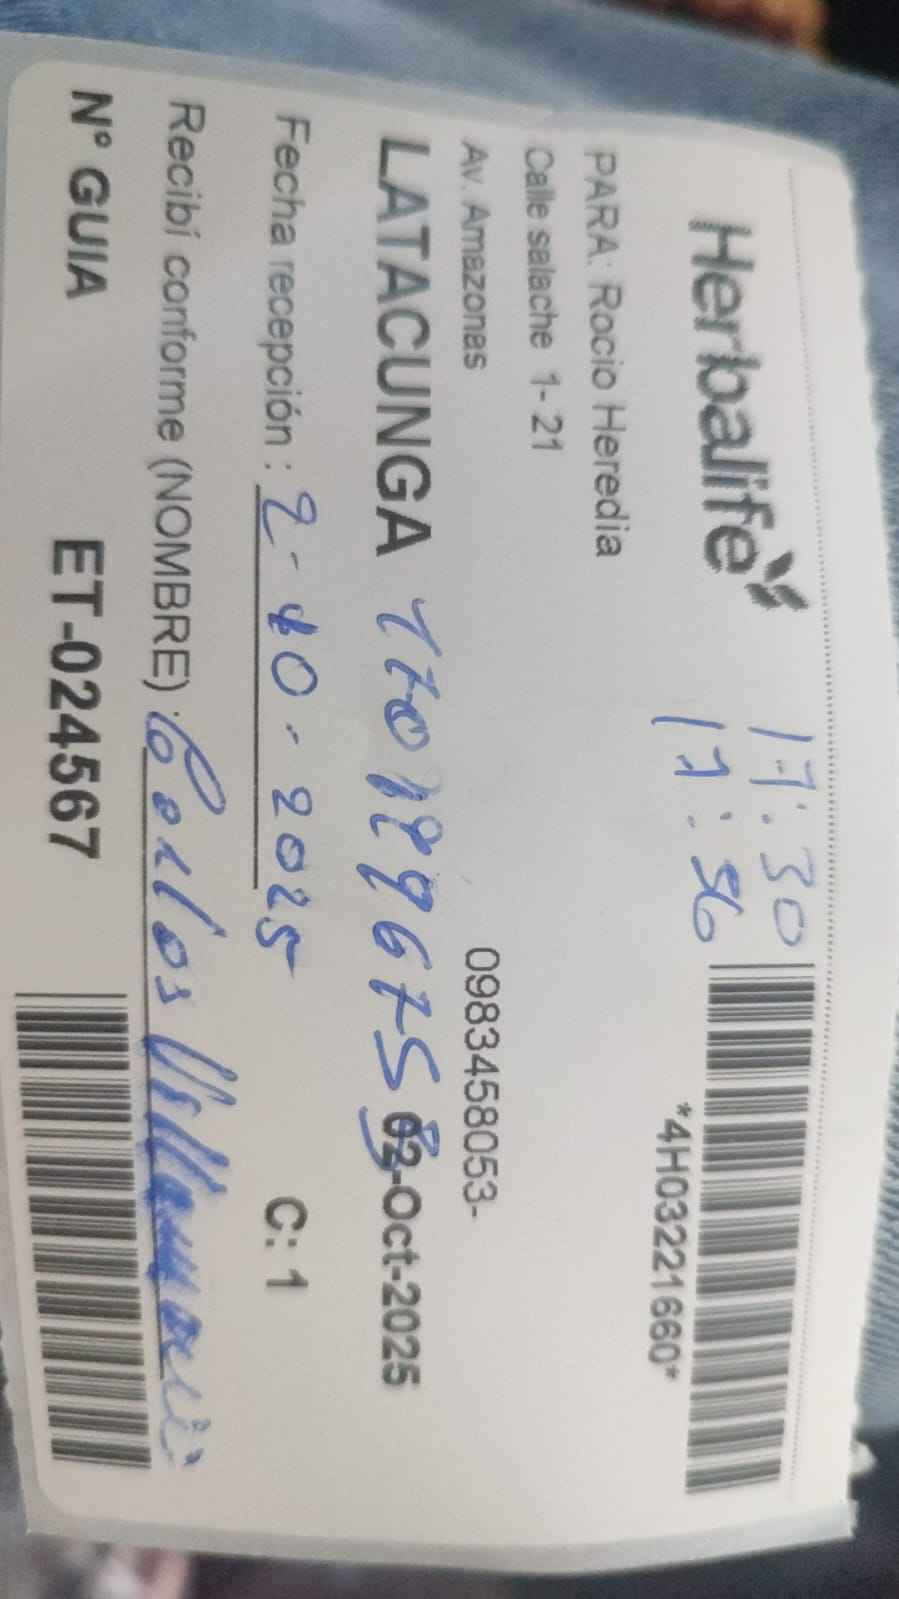 Herbalife
17:30
17:56
*4H03221660*
PARA: Rocio Heredia
Calle salache 1-21
Av. Amazonas
0983458053-
LATACUNGA
02-Oct-2025
Fecha recepción : 2-10-2025
C: 1
Recibí conforme (NOMBRE) : Carlos
N° GUIA ET-024567